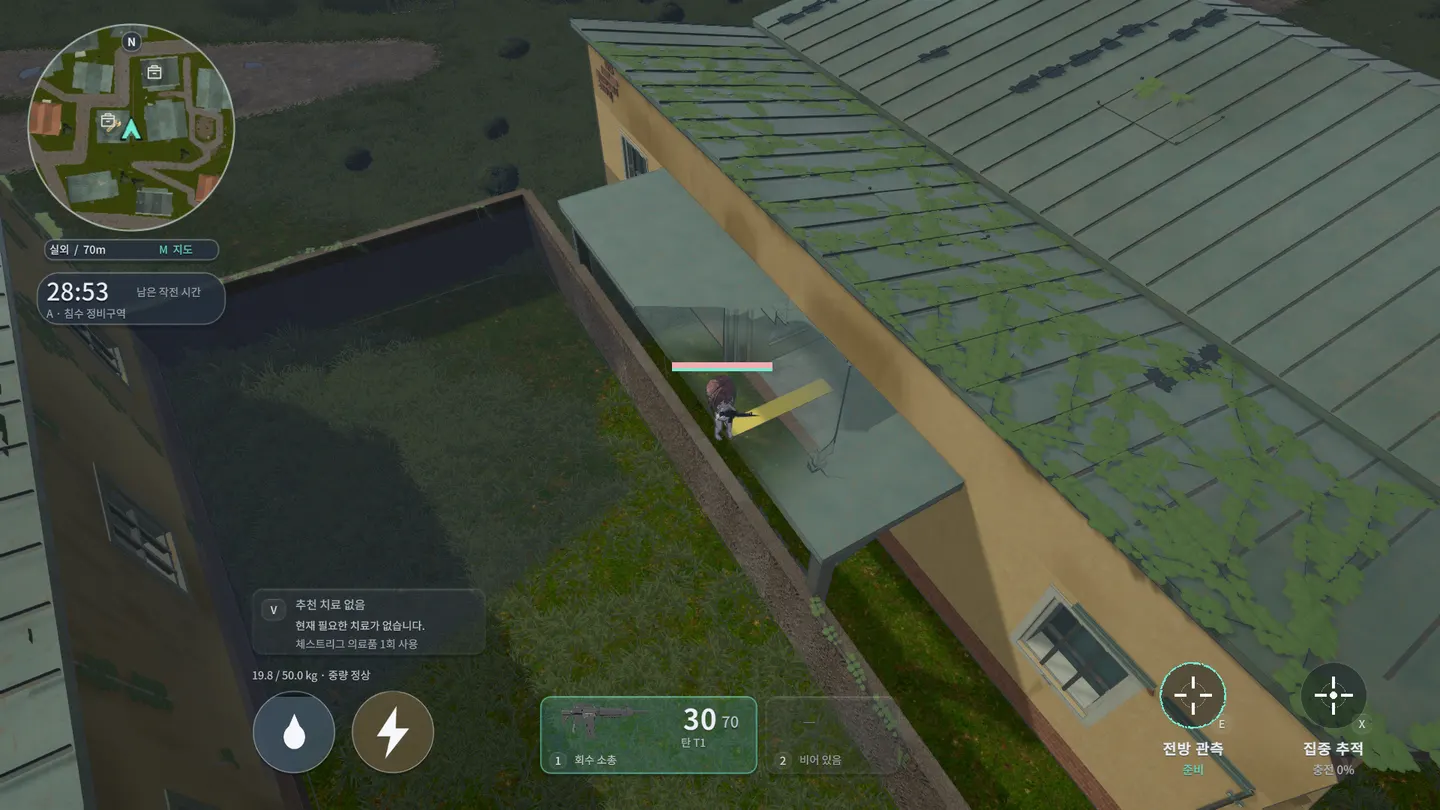 N
실외 / 70m M 지도
28:53 남은 작전 시간
A · 침수 정비구역
V 추천 치료 없음
현재 필요한 치료가 없습니다.
체스트리그 의료품 1회 사용
19.8 / 50.0 kg · 중량 정상
30 70
탄 T1
1 회수 소총
—
2 비어 있음
E
전방 관측
준비
X
집중 추적
충전 0%